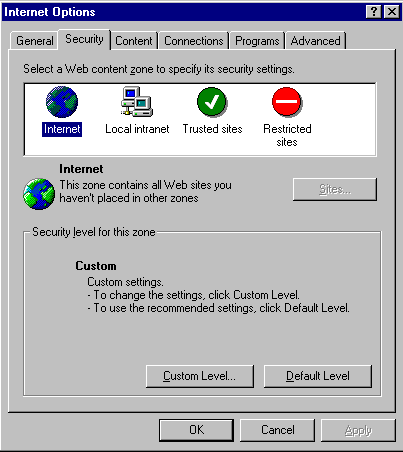 Internet Options
General Security Content Connections Programs Advanced
Select a Web content zone to specify its security settings.
Internet Local intranet Trusted sites Restricted
sites
Internet
This zone contains all Web sites you
haven't placed in other zones
Sites...
Security level for this zone
Custom
Custom settings.
- To change the settings, click Custom Level.
- To use the recommended settings, click Default Level.
Custom Level... Default Level
OK Cancel Apply